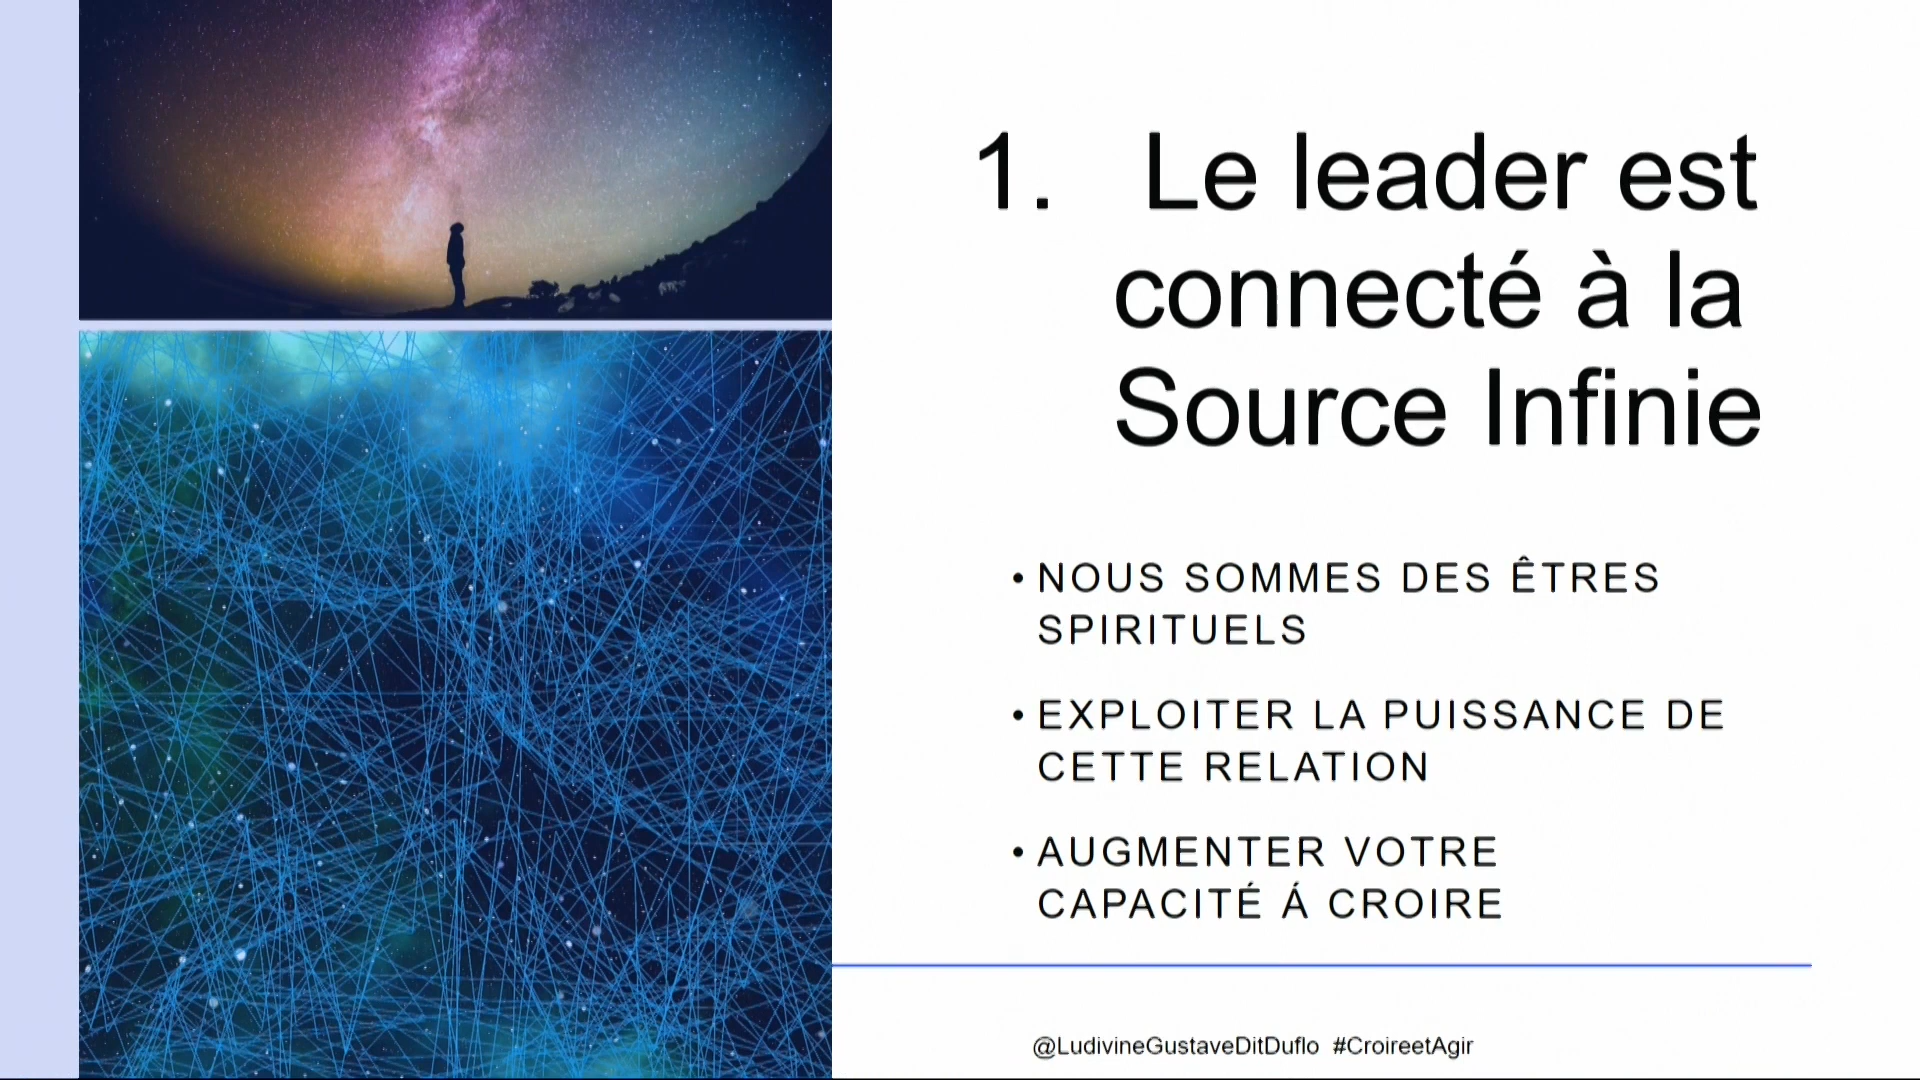 1. Le leader est
connecté à la
Source Infinie
• NOUS SOMMES DES ÊTRES
SPIRITUELS
• EXPLOITER LA PUISSANCE DE
CETTE RELATION
• AUGMENTER VOTRE
CAPACITÉ Á CROIRE
@LudivineGustaveDitDuflo #CroireetAgir